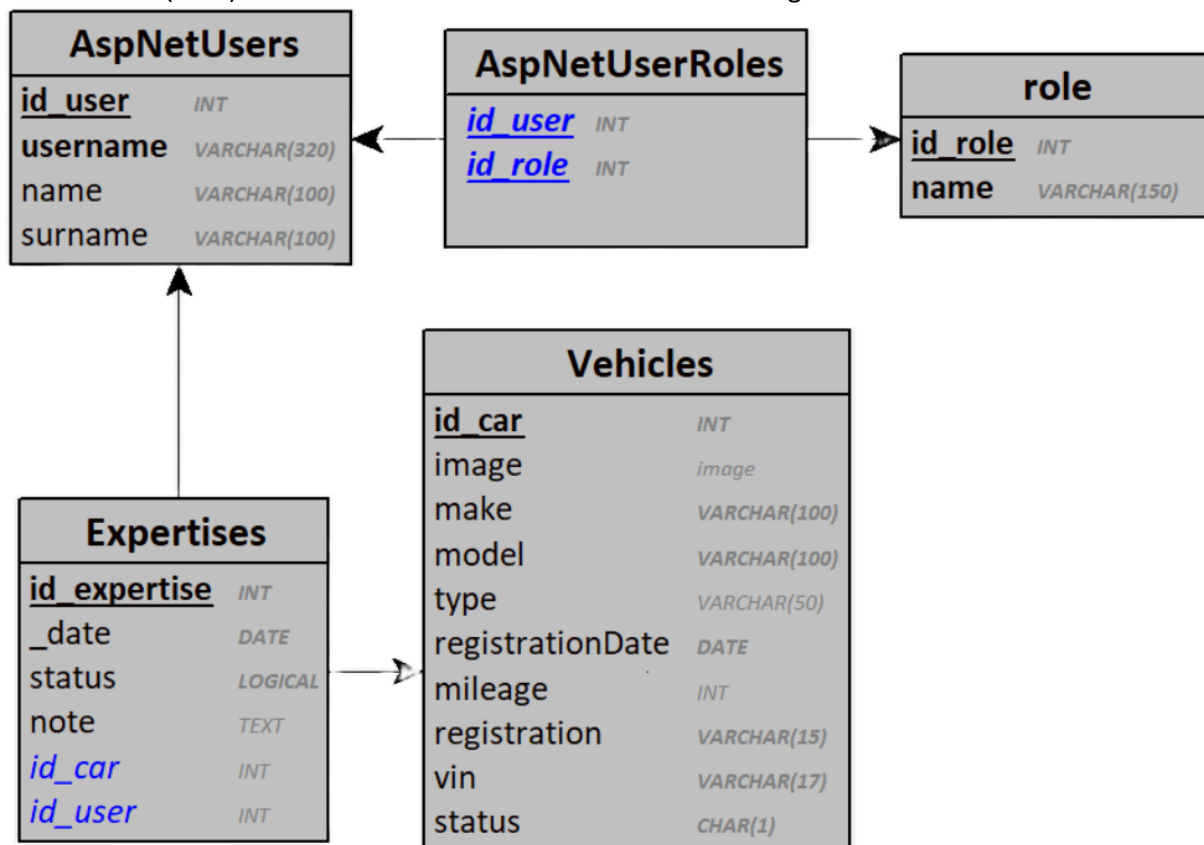 AspNetUsers
id_user INT
username VARCHAR(320)
name VARCHAR(100)
surname VARCHAR(100)
AspNetUserRoles
id_user INT
id_role INT
role
id_role INT
name VARCHAR(150)
Expertises
id_expertise INT
_date DATE
status LOGICAL
note TEXT
id_car INT
id_user INT
Vehicles
id_car INT
image image
make VARCHAR(100)
model VARCHAR(100)
type VARCHAR(50)
registrationDate DATE
mileage INT
registration VARCHAR(15)
vin VARCHAR(17)
status CHAR(1)